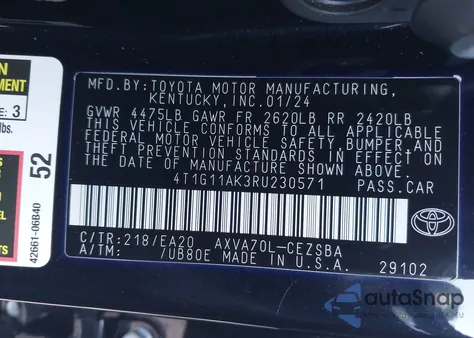 MFD.BY:TOYOTA MOTOR MANUFACTURING,
KENTUCKY,INC.01/24
GVWR 4475LB GAWR FR 2620LB RR 2420LB
THIS VEHICLE CONFORMS TO ALL APPLICABLE
FEDERAL MOTOR VEHICLE SAFETY, BUMPER,AND
THEFT PREVENTION STANDARDS IN EFFECT ON
THE DATE OF MANUFACTURE SHOWN ABOVE.
4T1G11AK3RU230571 PASS.CAR
C/TR:218/EA20 AXVA70L-CEZSBA
A/TM: /UB80E MADE IN U.S.A.
29102
TOYOTA
E: 3
lbs.
52
42661-06B40
autoSnap